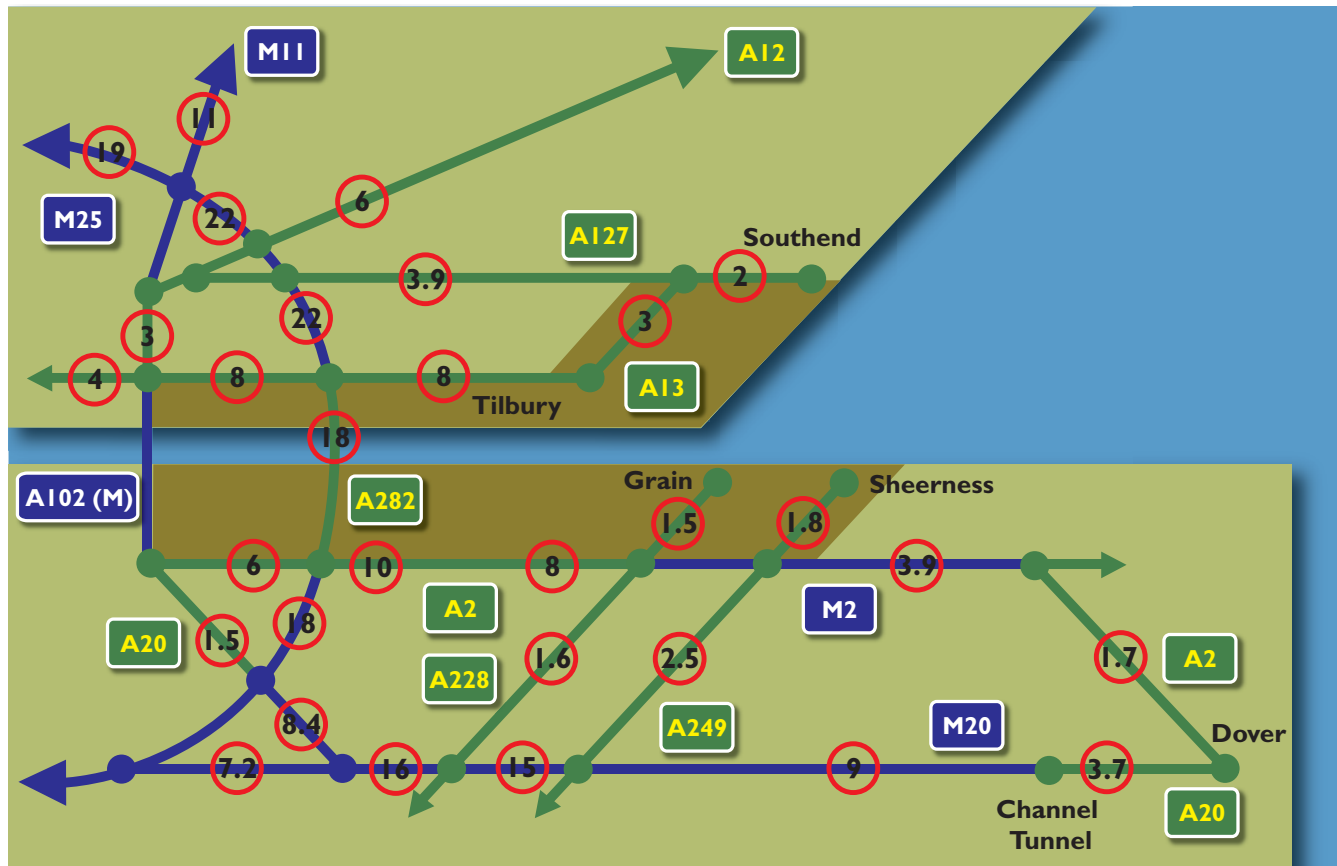 M11
A12
11
19
M25
22
6
A127
Southend
3.9
2
22
3
3
4
8
8
A13
Tilbury
18
A102 (M)
A282
Grain
Sheerness
1.5
1.8
6
10
8
3.9
A2
M2
A20
1.5
18
A228
1.6
2.5
1.7
A2
8.4
A249
M20
Dover
7.2
16
15
9
3.7
Channel
Tunnel
A20